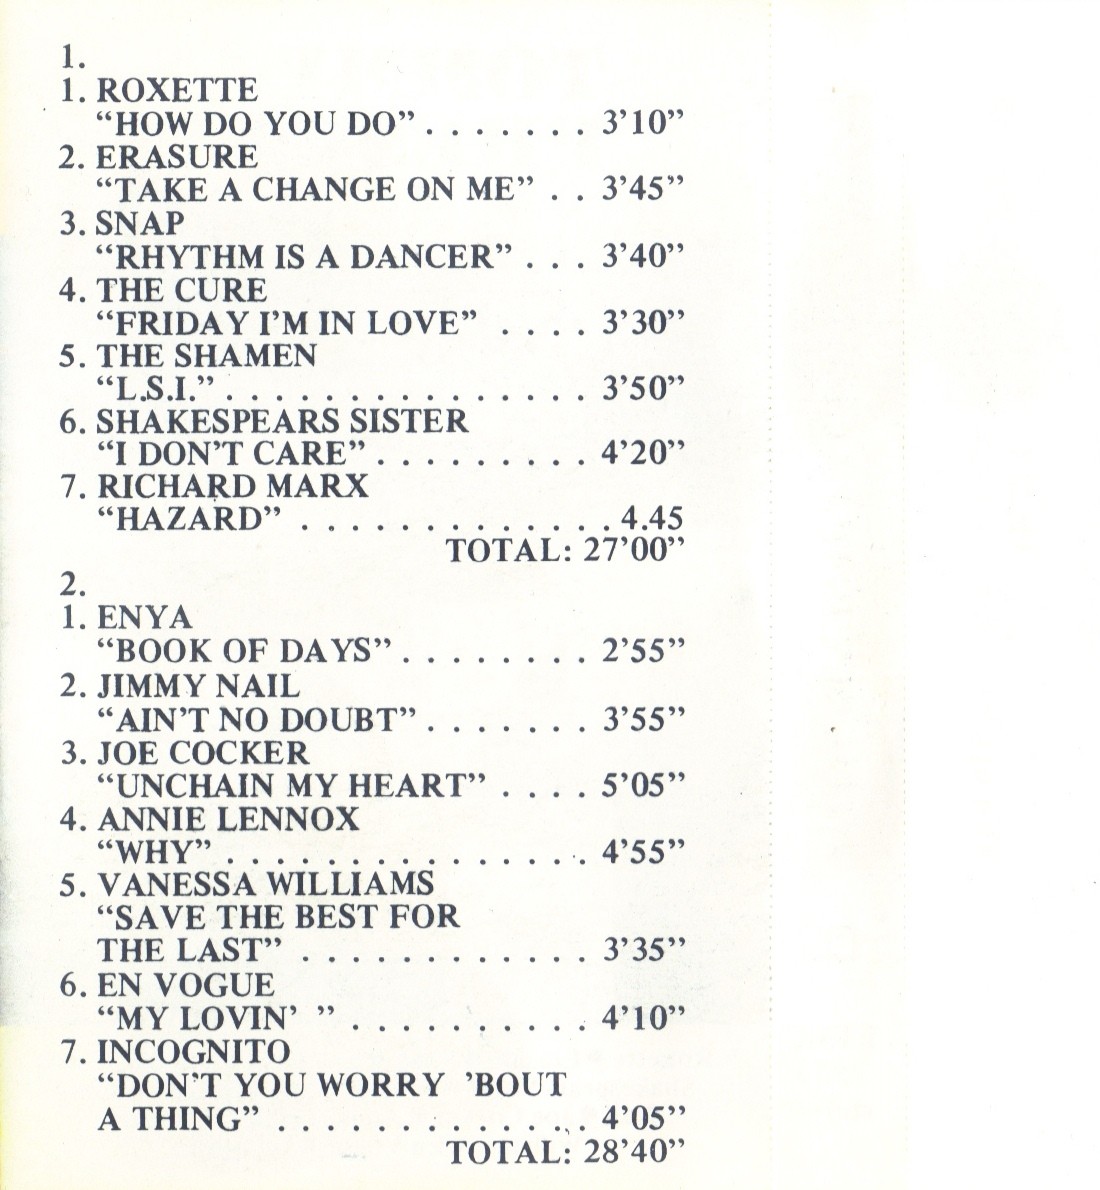 1.
1. ROXETTE
“HOW DO YOU DO” . . . . . . . 3’10”
2. ERASURE
“TAKE A CHANGE ON ME” . . 3’45”
3. SNAP
“RHYTHM IS A DANCER” . . . 3’40”
4. THE CURE
“FRIDAY I’M IN LOVE” . . . . 3’30”
5. THE SHAMEN
“L.S.I.” . . . . . . . . . . . . . . . . 3’50”
6. SHAKESPEARS SISTER
“I DON’T CARE” . . . . . . . . . 4’20”
7. RICHARD MARX
“HAZARD” . . . . . . . . . . . . . 4.45
TOTAL: 27’00”
2.
1. ENYA
“BOOK OF DAYS” . . . . . . . . 2’55”
2. JIMMY NAIL
“AIN’T NO DOUBT” . . . . . . . 3’55”
3. JOE COCKER
“UNCHAIN MY HEART” . . . . 5’05”
4. ANNIE LENNOX
“WHY” . . . . . . . . . . . . . . . . 4’55”
5. VANESSA WILLIAMS
“SAVE THE BEST FOR
THE LAST” . . . . . . . . . . . . 3’35”
6. EN VOGUE
“MY LOVIN’ ” . . . . . . . . . . 4’10”
7. INCOGNITO
“DON’T YOU WORRY ’BOUT
A THING” . . . . . . . . . . . . . 4’05”
TOTAL: 28’40”